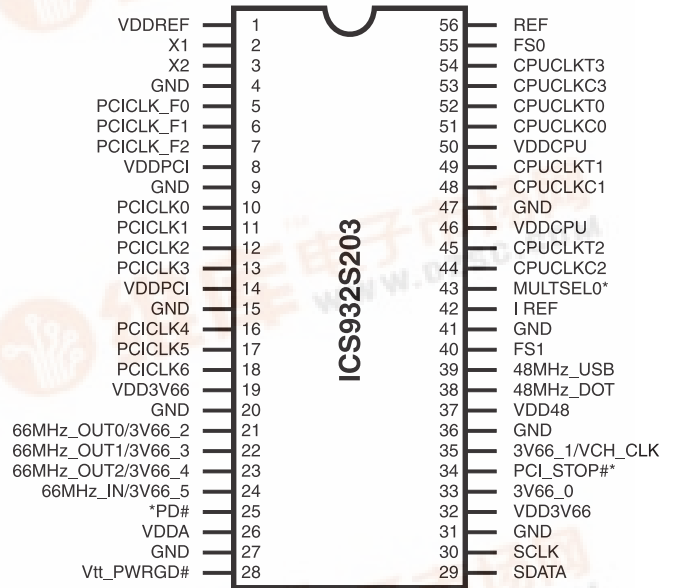 VDDREF 1 56 REF
X1 2 55 FS0
X2 3 54 CPUCLKT3
GND 4 53 CPUCLKC3
PCICLK_F0 5 52 CPUCLKT0
PCICLK_F1 6 51 CPUCLKC0
PCICLK_F2 7 50 VDDCPU
VDDPCI 8 49 CPUCLKT1
GND 9 48 CPUCLKC1
PCICLK0 10 47 GND
PCICLK1 11 46 VDDCPU
PCICLK2 12 45 CPUCLKT2
PCICLK3 13 44 CPUCLKC2
VDDPCI 14 43 MULTSEL0*
GND 15 42 I REF
PCICLK4 16 41 GND
PCICLK5 17 40 FS1
PCICLK6 18 39 48MHz_USB
VDD3V66 19 38 48MHz_DOT
GND 20 37 VDD48
66MHz_OUT0/3V66_2 21 36 GND
66MHz_OUT1/3V66_3 22 35 3V66_1/VCH_CLK
66MHz_OUT2/3V66_4 23 34 PCI_STOP#*
66MHz_IN/3V66_5 24 33 3V66_0
*PD# 25 32 VDD3V66
VDDA 26 31 GND
GND 27 30 SCLK
Vtt_PWRGD# 28 29 SDATA
ICS932S203